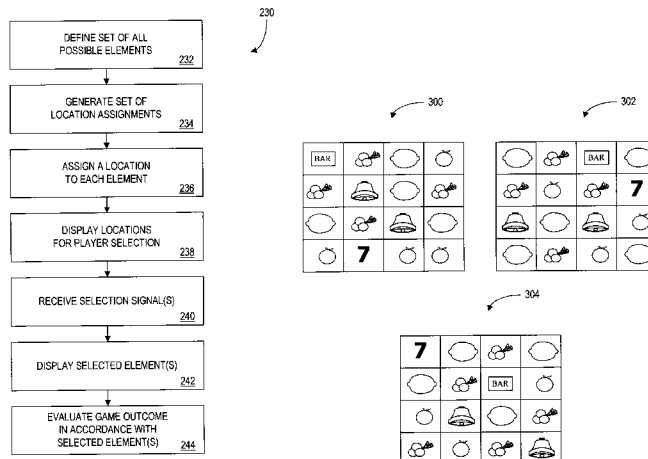 230
DEFINE SET OF ALL
POSSIBLE ELEMENTS
232
GENERATE SET OF
LOCATION ASSIGNMENTS
234
ASSIGN A LOCATION
TO EACH ELEMENT
236
DISPLAY LOCATIONS
FOR PLAYER SELECTION
238
RECEIVE SELECTION SIGNAL(S)
240
DISPLAY SELECTED ELEMENT(S)
242
EVALUATE GAME OUTCOME
IN ACCORDANCE WITH
SELECTED ELEMENT(S)
244
300
BAR
7
302
BAR
7
304
7
BAR